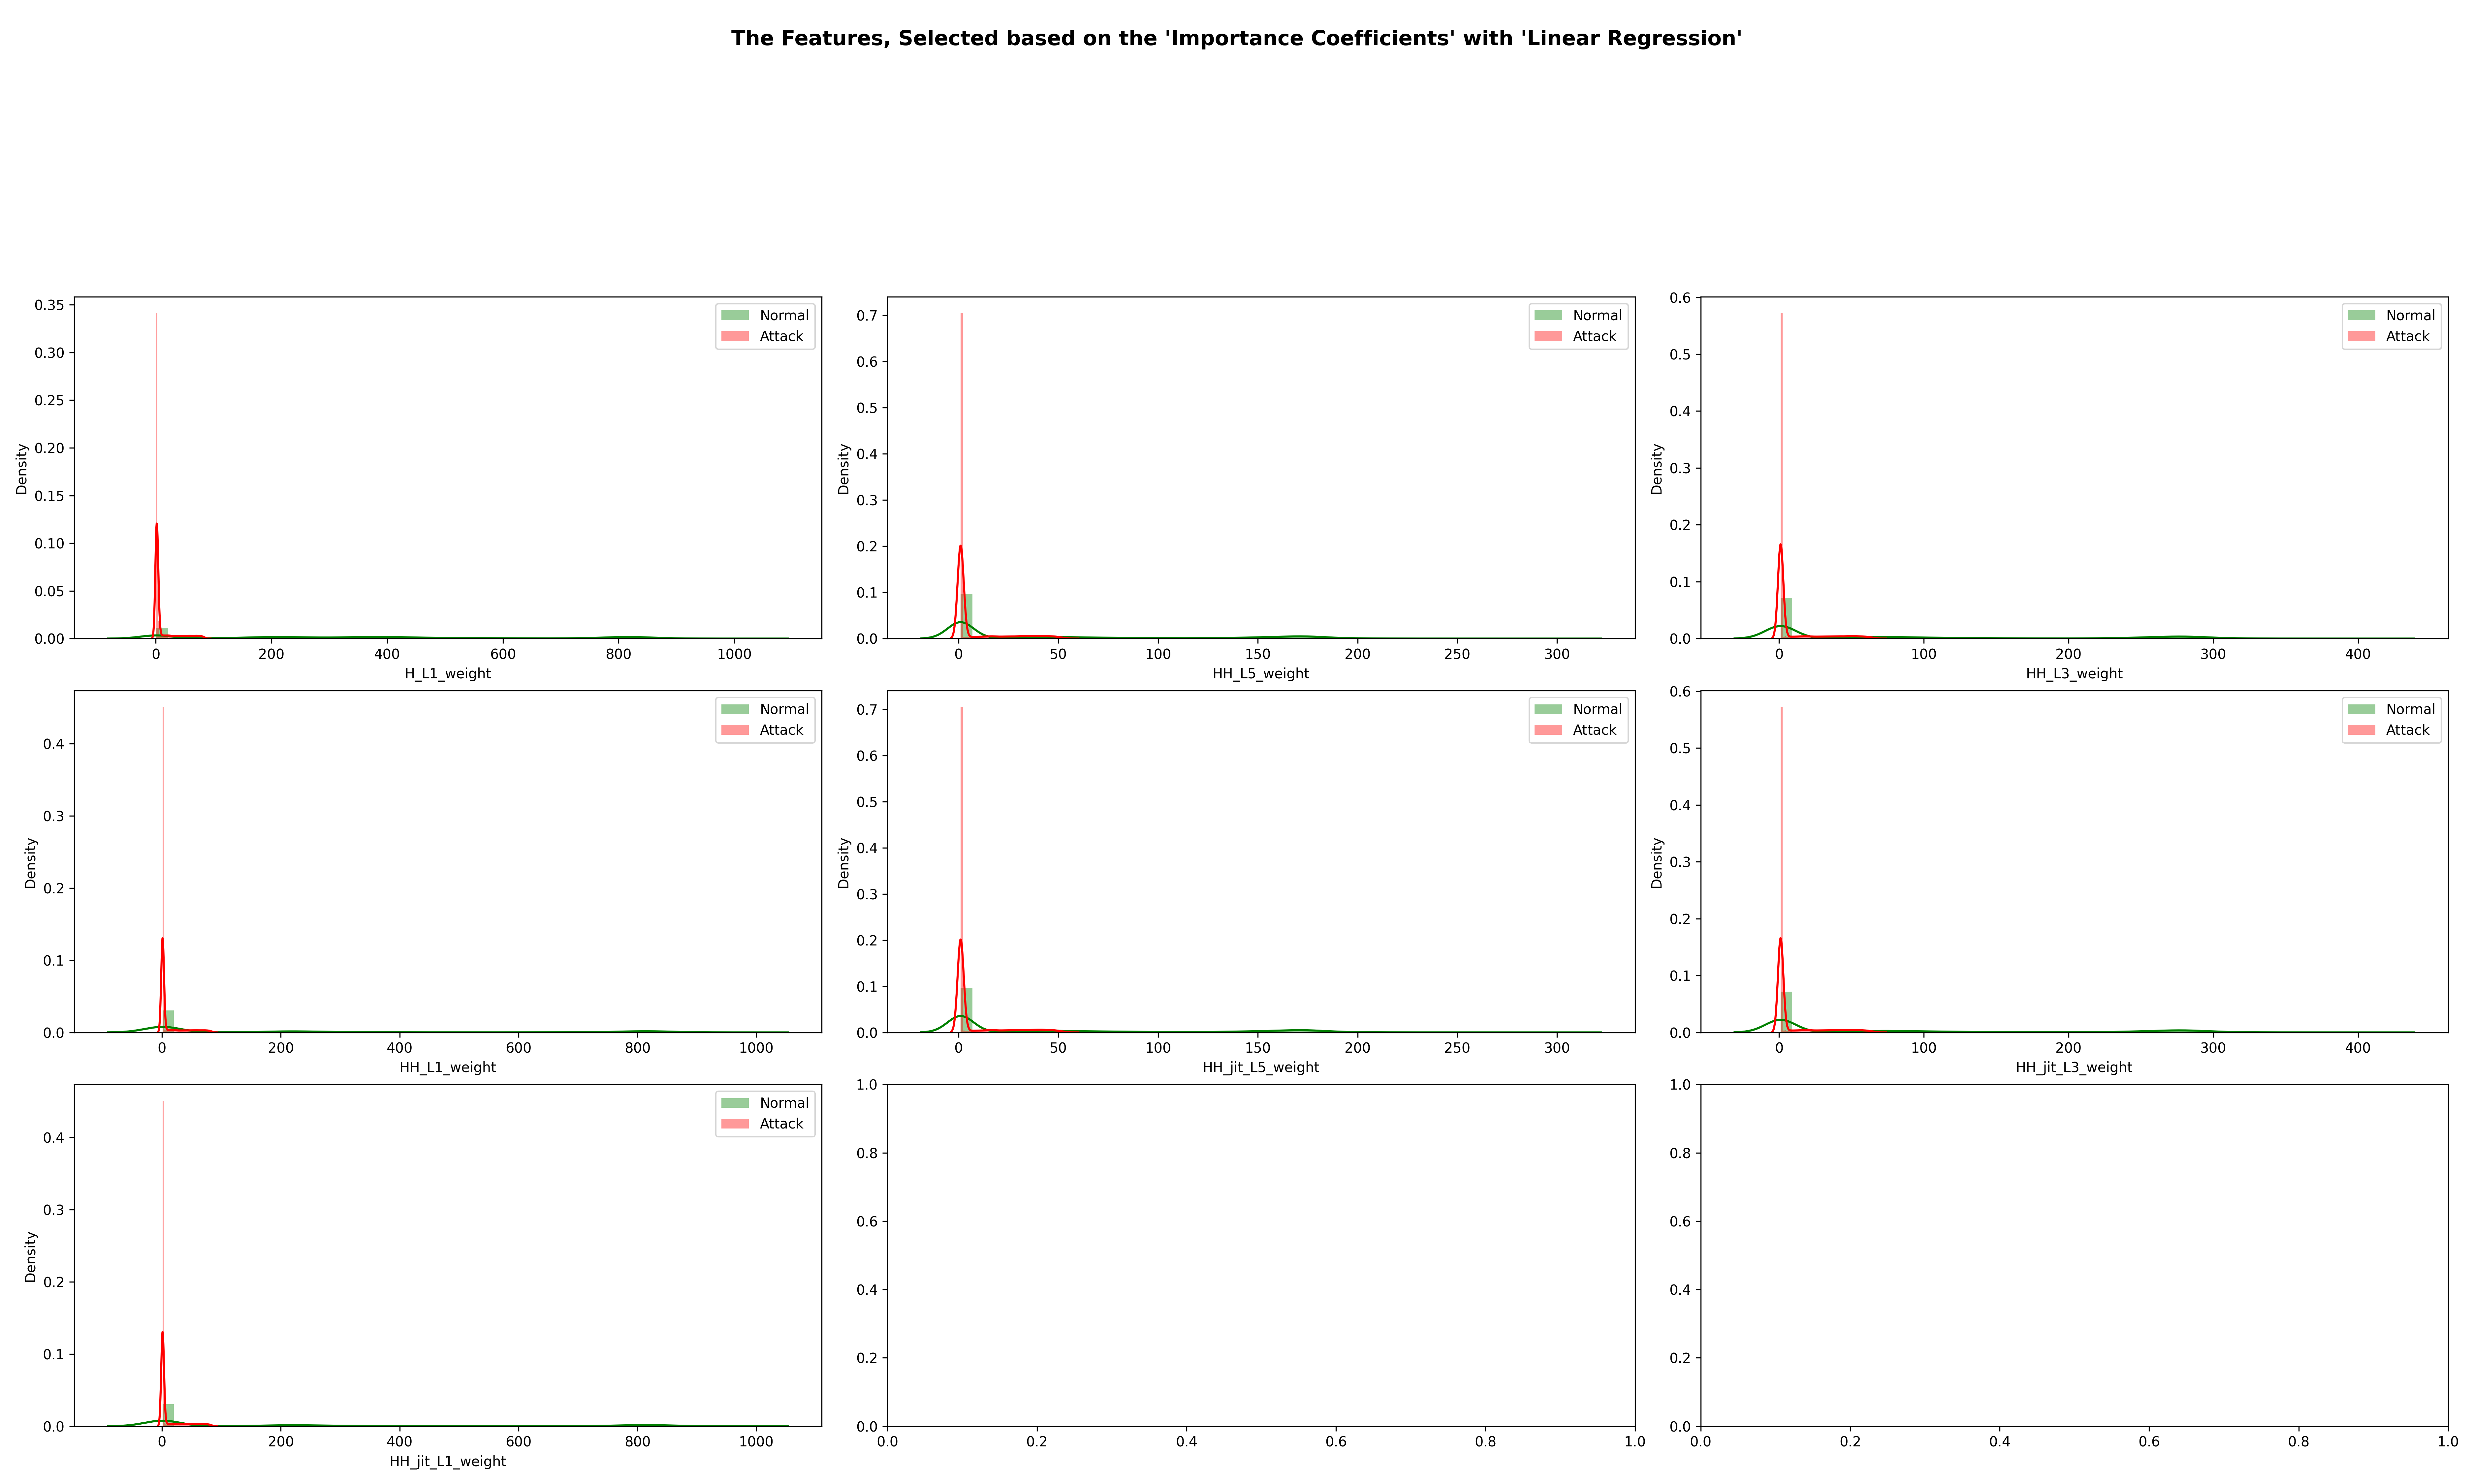 The Features, Selected based on the 'Importance Coefficients' with 'Linear Regression'
0.35
0.30
0.25
0.20
0.15
0.10
0.05
0.00
Density
Normal
Attack
0 200 400 600 800 1000
H_L1_weight
0.7
0.6
0.5
0.4
0.3
0.2
0.1
0.0
Density
Normal
Attack
0 50 100 150 200 250 300
HH_L5_weight
0.6
0.5
0.4
0.3
0.2
0.1
0.0
Density
Normal
Attack
0 100 200 300 400
HH_L3_weight
0.4
0.3
0.2
0.1
0.0
Density
Normal
Attack
0 200 400 600 800 1000
HH_L1_weight
0.7
0.6
0.5
0.4
0.3
0.2
0.1
0.0
Density
Normal
Attack
0 50 100 150 200 250 300
HH_jit_L5_weight
0.6
0.5
0.4
0.3
0.2
0.1
0.0
Density
Normal
Attack
0 100 200 300 400
HH_jit_L3_weight
0.4
0.3
0.2
0.1
0.0
Density
Normal
Attack
0 200 400 600 800 1000
HH_jit_L1_weight
1.0
0.8
0.6
0.4
0.2
0.0
0.0 0.2 0.4 0.6 0.8 1.0
1.0
0.8
0.6
0.4
0.2
0.0
0.0 0.2 0.4 0.6 0.8 1.0